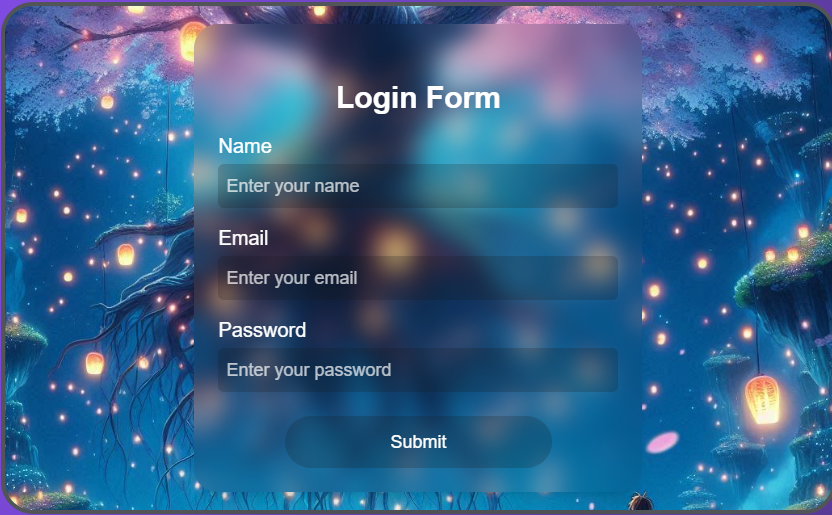 Login Form
Name
Enter your name
Email
Enter your email
Password
Enter your password
Submit